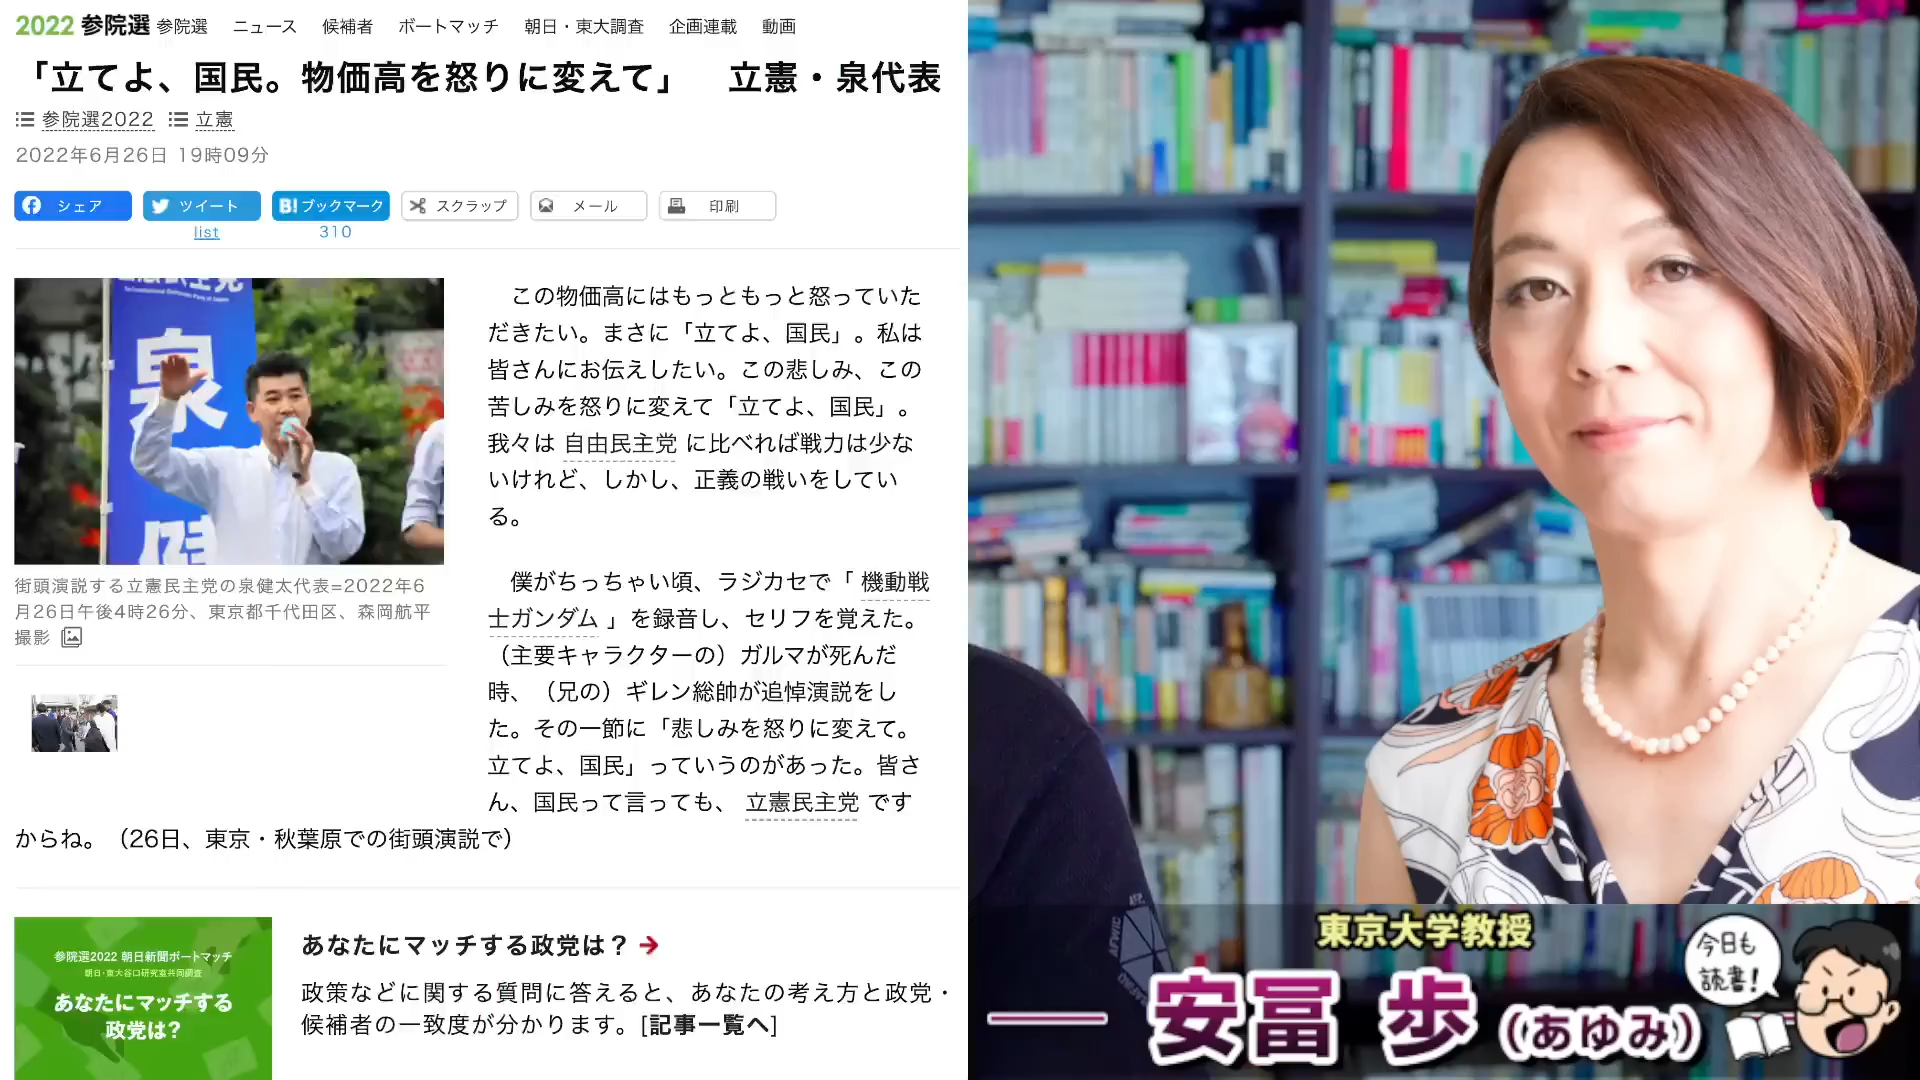 2022 参院選 参院選 ニュース 候補者 ボートマッチ 朝日・東大調査 企画連載 動画
「立てよ、国民。物価高を怒りに変えて」　立憲・泉代表
参院選2022 立憲
2022年6月26日 19時09分
シェア ツイート B!ブックマーク スクラップ メール 印刷
list 310
泉
健
この物価高にはもっともっと怒っていた
だきたい。まさに「立てよ、国民」。私は
皆さんにお伝えしたい。この悲しみ、この
苦しみを怒りに変えて「立てよ、国民」。
我々は 自由民主党 に比べれば戦力は少な
いけれど、しかし、正義の戦いをしてい
る。
街頭演説する立憲民主党の泉健太代表=2022年6
月26日午後4時26分、東京都千代田区、森岡航平
撮影
僕がちっちゃい頃、ラジカセで「 機動戦
士ガンダム 」を録音し、セリフを覚えた。
（主要キャラクターの）ガルマが死んだ
時、（兄の）ギレン総帥が追悼演説をし
た。その一節に「悲しみを怒りに変えて。
立てよ、国民」っていうのがあった。皆さ
ん、国民って言っても、 立憲民主党 です
からね。（26日、東京・秋葉原での街頭演説で）
参院選2022 朝日新聞ボートマッチ
朝日・東大谷口研究室共同調査
あなたにマッチする
政党は?
あなたにマッチする政党は？
政策などに関する質問に答えると、あなたの考え方と政党・
候補者の一致度が分かります。[記事一覧へ]
東京大学教授
安冨 歩 (あゆみ)
今日も
読書!